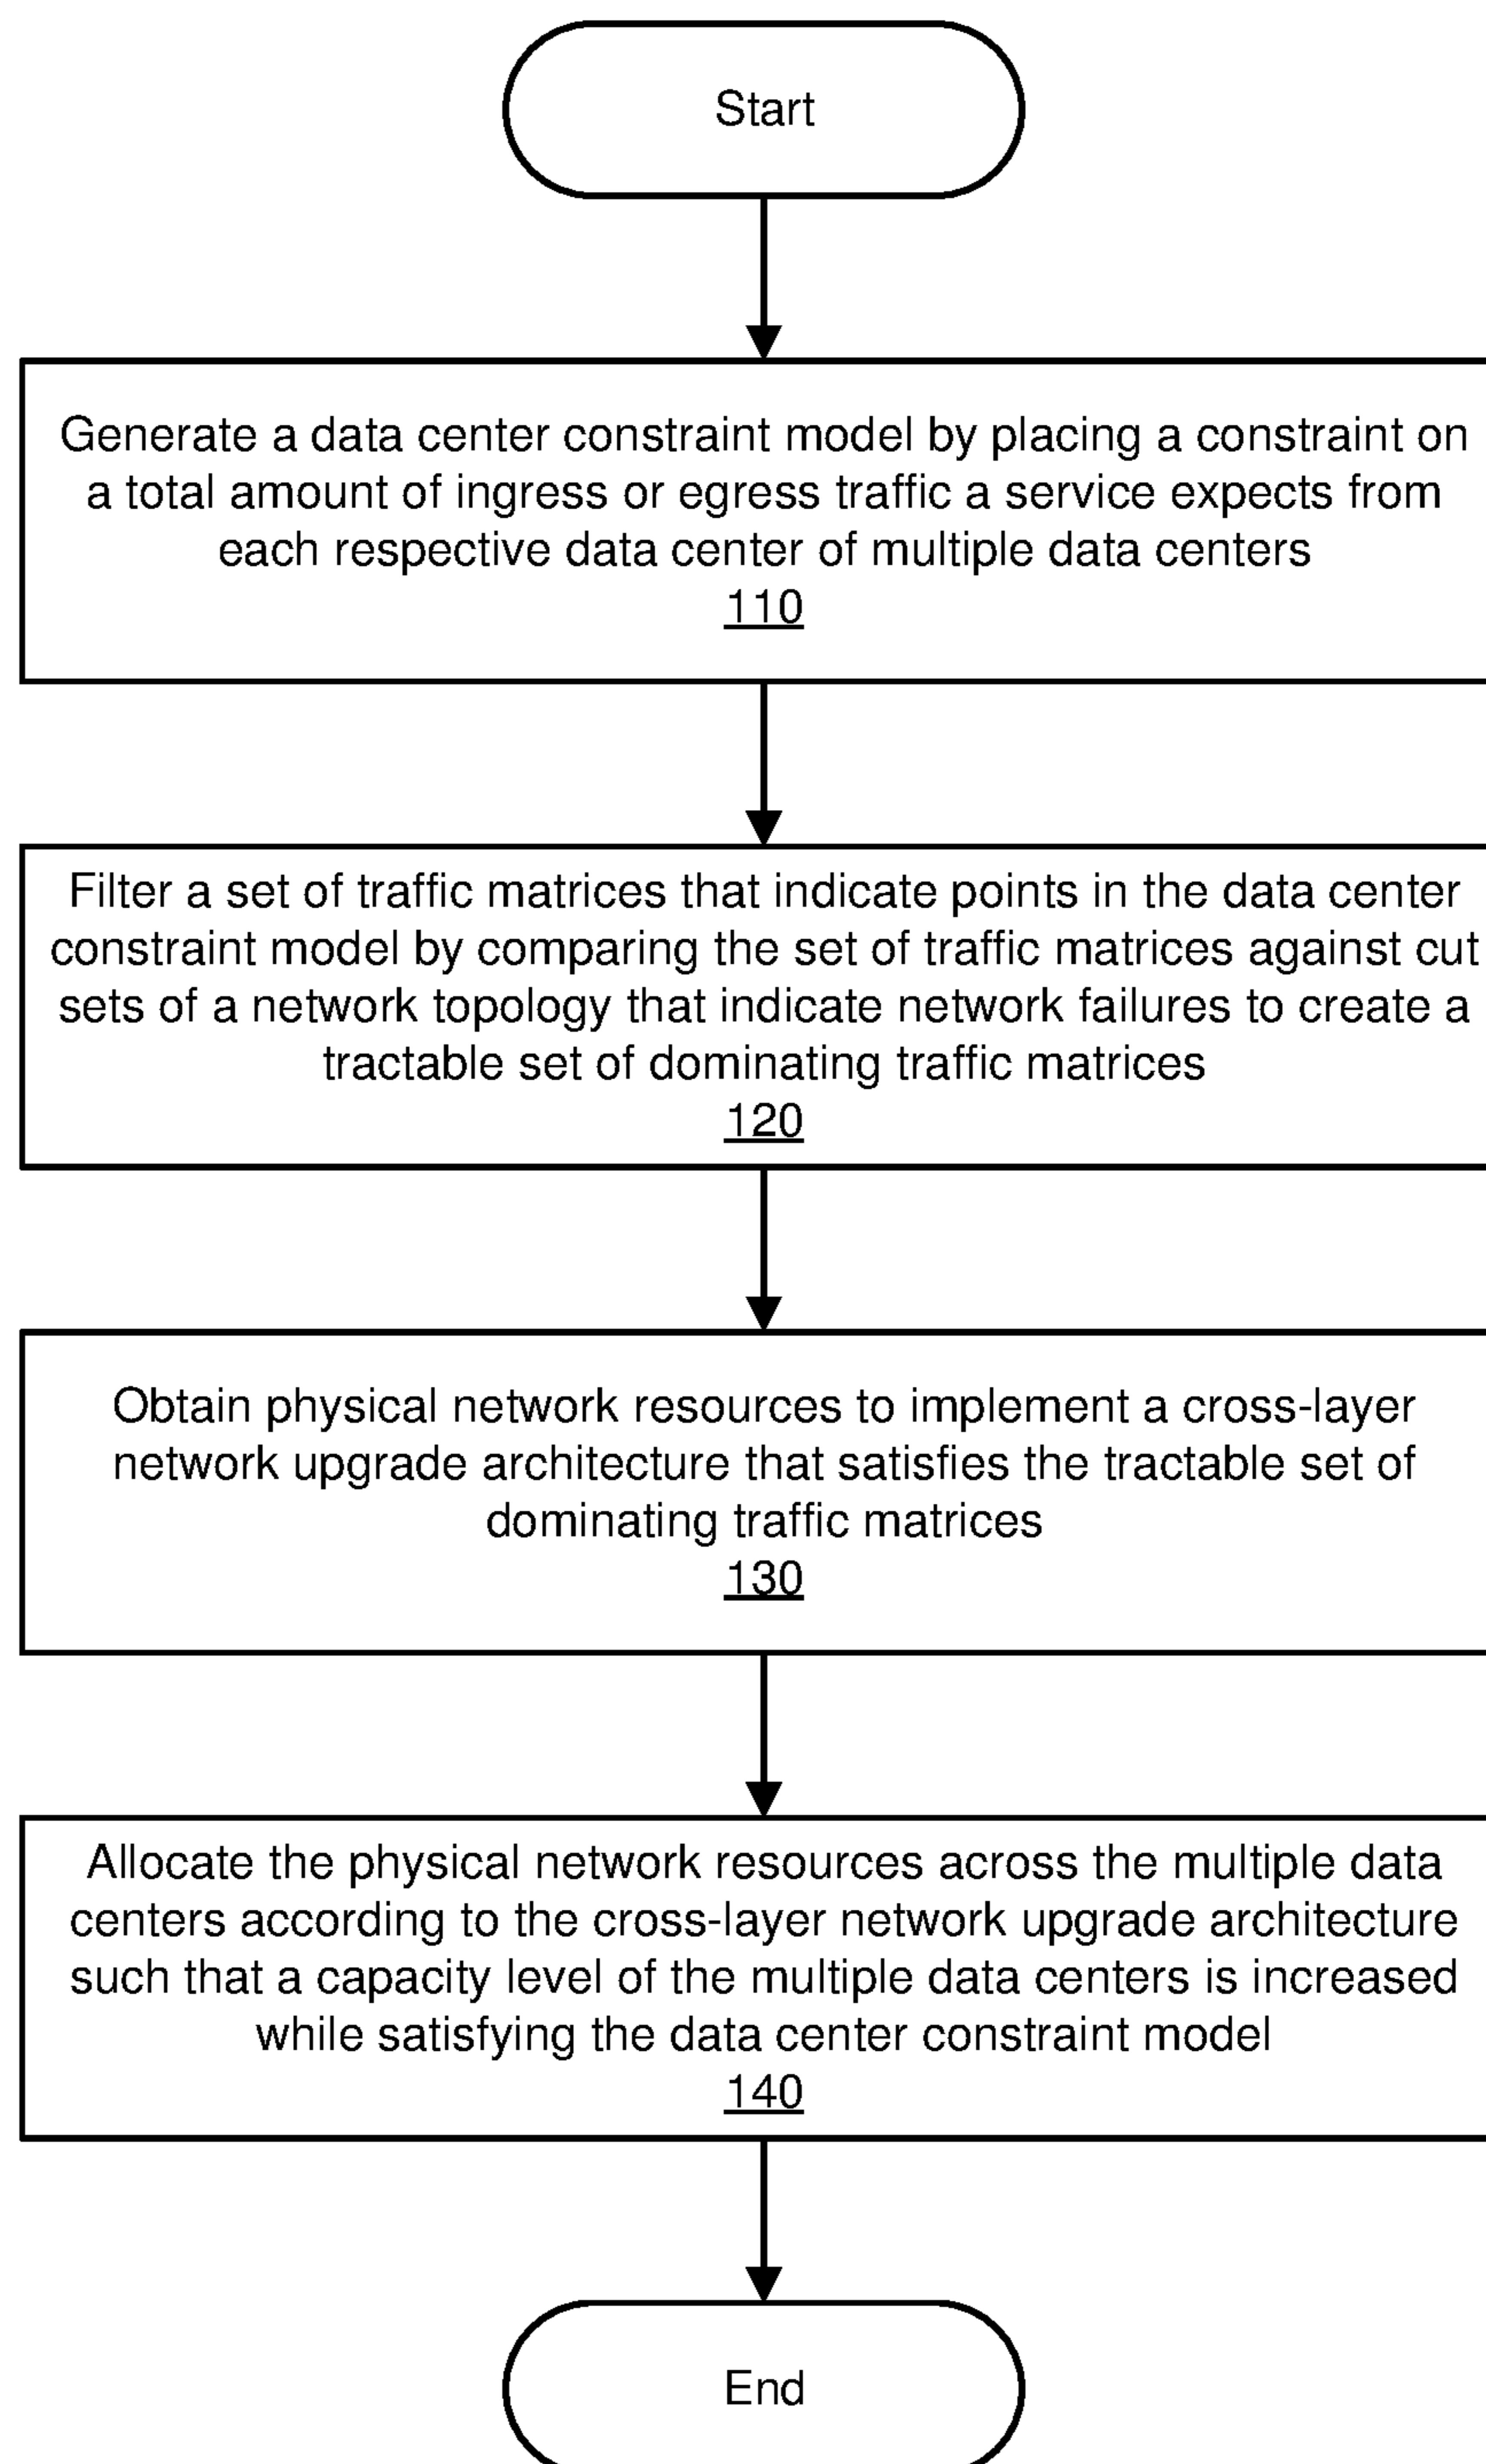 Start
Generate a data center constraint model by placing a constraint on
a total amount of ingress or egress traffic a service expects from
each respective data center of multiple data centers
110
Filter a set of traffic matrices that indicate points in the data center
constraint model by comparing the set of traffic matrices against cut
sets of a network topology that indicate network failures to create a
tractable set of dominating traffic matrices
120
Obtain physical network resources to implement a cross-layer
network upgrade architecture that satisfies the tractable set of
dominating traffic matrices
130
Allocate the physical network resources across the multiple data
centers according to the cross-layer network upgrade architecture
such that a capacity level of the multiple data centers is increased
while satisfying the data center constraint model
140
End